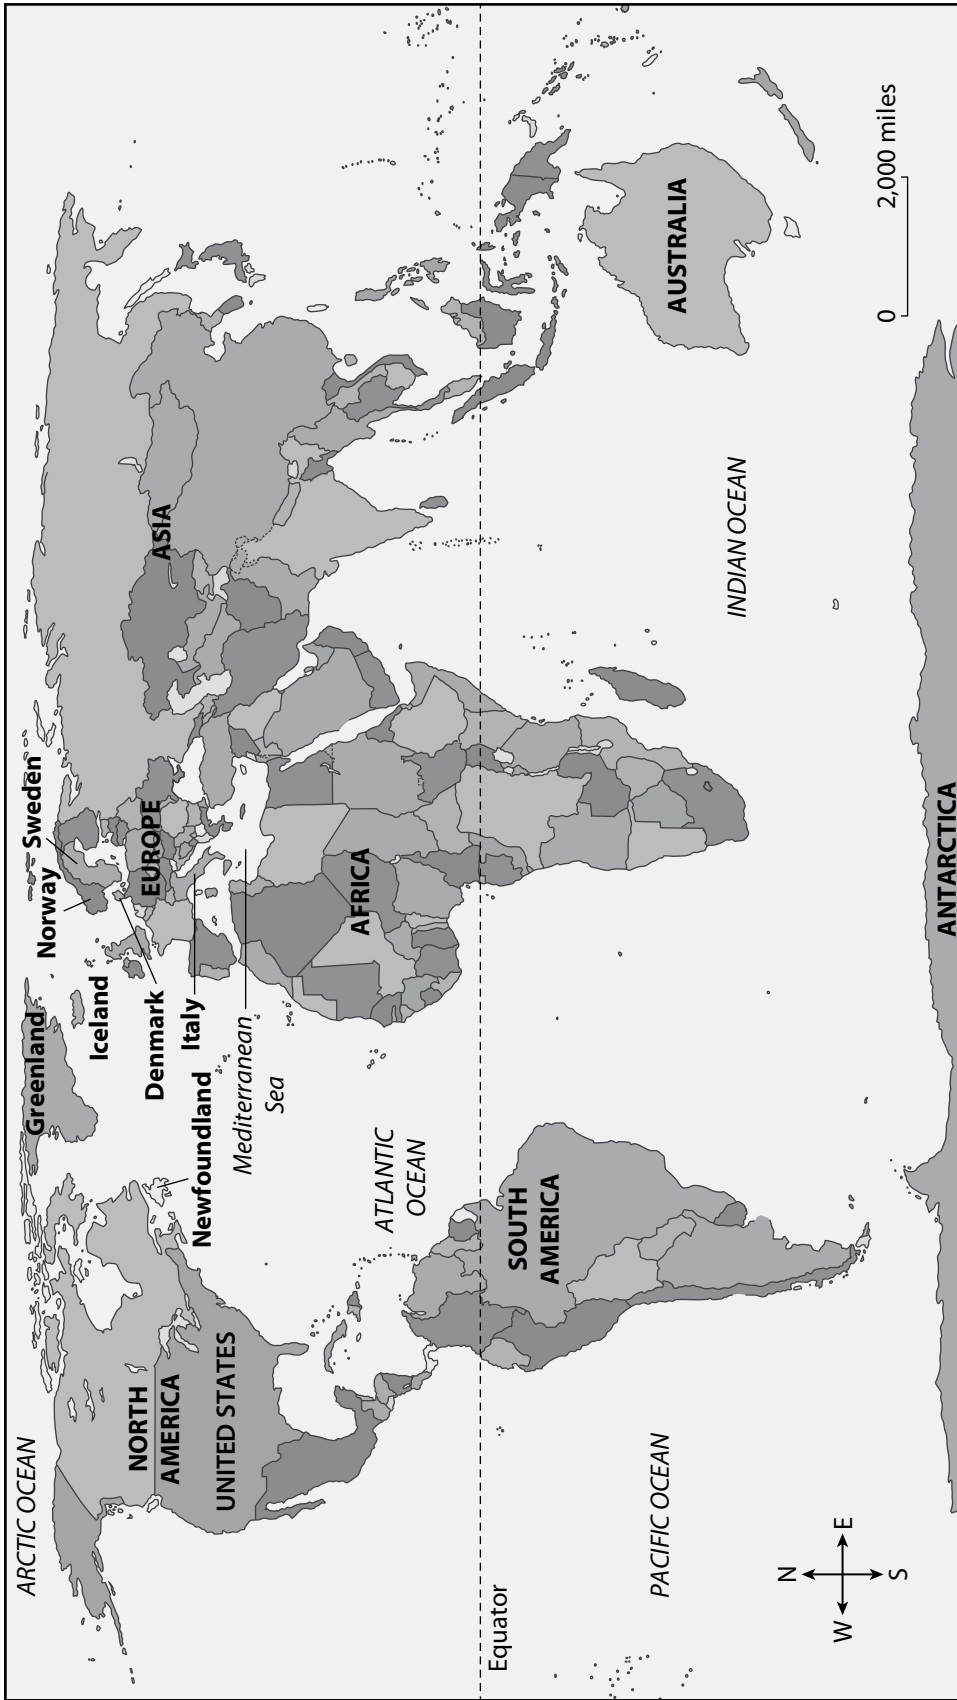 ARCTIC OCEAN
Greenland
Norway
Sweden
Iceland
Denmark
Italy
Newfoundland
Mediterranean
Sea
NORTH
AMERICA
UNITED STATES
EUROPE
ASIA
ATLANTIC
OCEAN
AFRICA
Equator
SOUTH
AMERICA
PACIFIC OCEAN
INDIAN OCEAN
AUSTRALIA
N
W
E
S
0
2,000 miles
ANTARCTICA